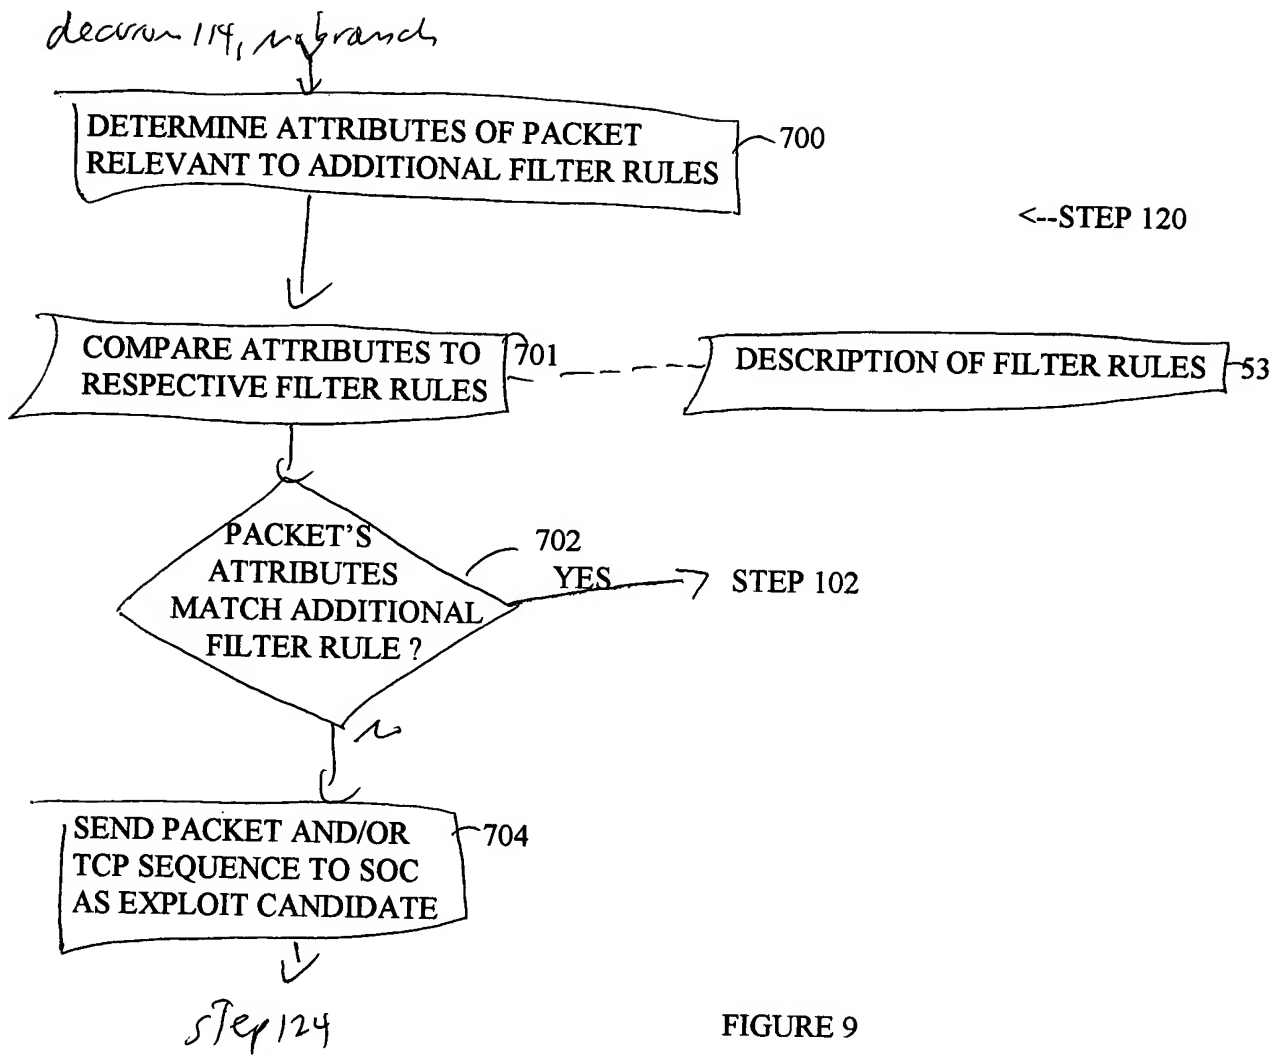 decision 114, no branch
DETERMINE ATTRIBUTES OF PACKET
700
RELEVANT TO ADDITIONAL FILTER RULES
<--STEP 120
COMPARE ATTRIBUTES TO
RESPECTIVE FILTER RULES
701
DESCRIPTION OF FILTER RULES
53
PACKET'S
ATTRIBUTES
MATCH ADDITIONAL
FILTER RULE ?
702
YES
STEP 102
SEND PACKET AND/OR
TCP SEQUENCE TO SOC
AS EXPLOIT CANDIDATE
704
step 124
FIGURE 9